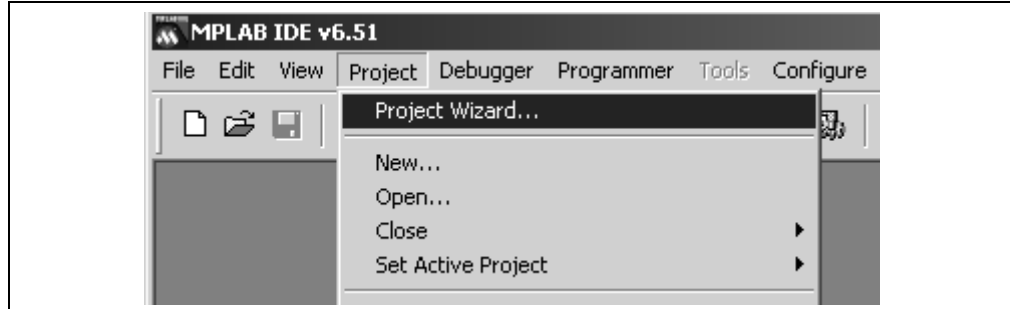 MPLAB IDE v6.51
File Edit View Project Debugger Programmer Tools Configure
Project Wizard...
New...
Open...
Close
Set Active Project